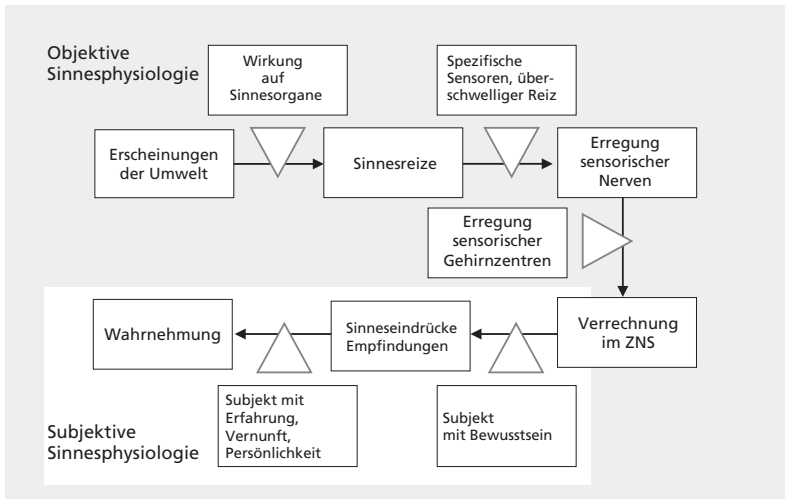 Objektive
Sinnesphysiologie
Wirkung
auf
Sinnesorgane
Spezifische
Sensoren, über-
schwelliger Reiz
Erscheinungen
der Umwelt
Sinnesreize
Erregung
sensorischer
Nerven
Erregung
sensorischer
Gehirnzentren
Wahrnehmung
Sinneseindrücke
Empfindungen
Verrechnung
im ZNS
Subjektive
Sinnesphysiologie
Subjekt mit
Erfahrung,
Vernunft,
Persönlichkeit
Subjekt
mit Bewusstsein